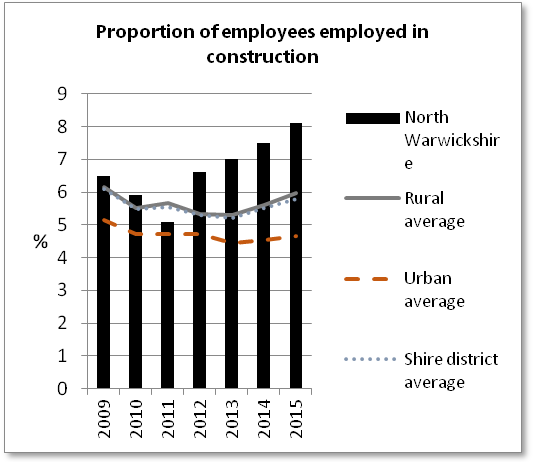 Proportion of employees employed in
construction
9
8
7
6
5
4
3
2
1
0
%
2009
2010
2011
2012
2013
2014
2015
North
Warwickshir
e
Rural
average
Urban
average
Shire district
average